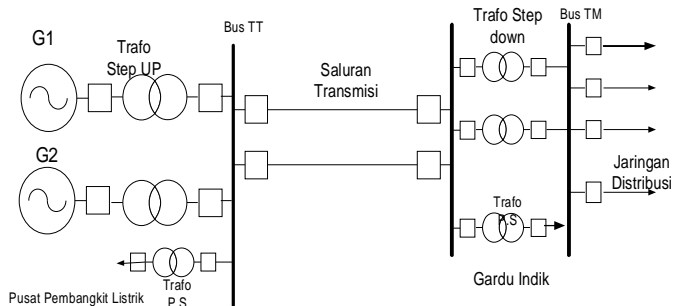 G1
Trafo
Step UP
Bus TT
Saluran
Transmisi
Trafo Step
down
Bus TM
G2
Jaringan
Distribusi
Trafo
P.S
Gardu Indik
Trafo
P.S
Pusat Pembangkit Listrik